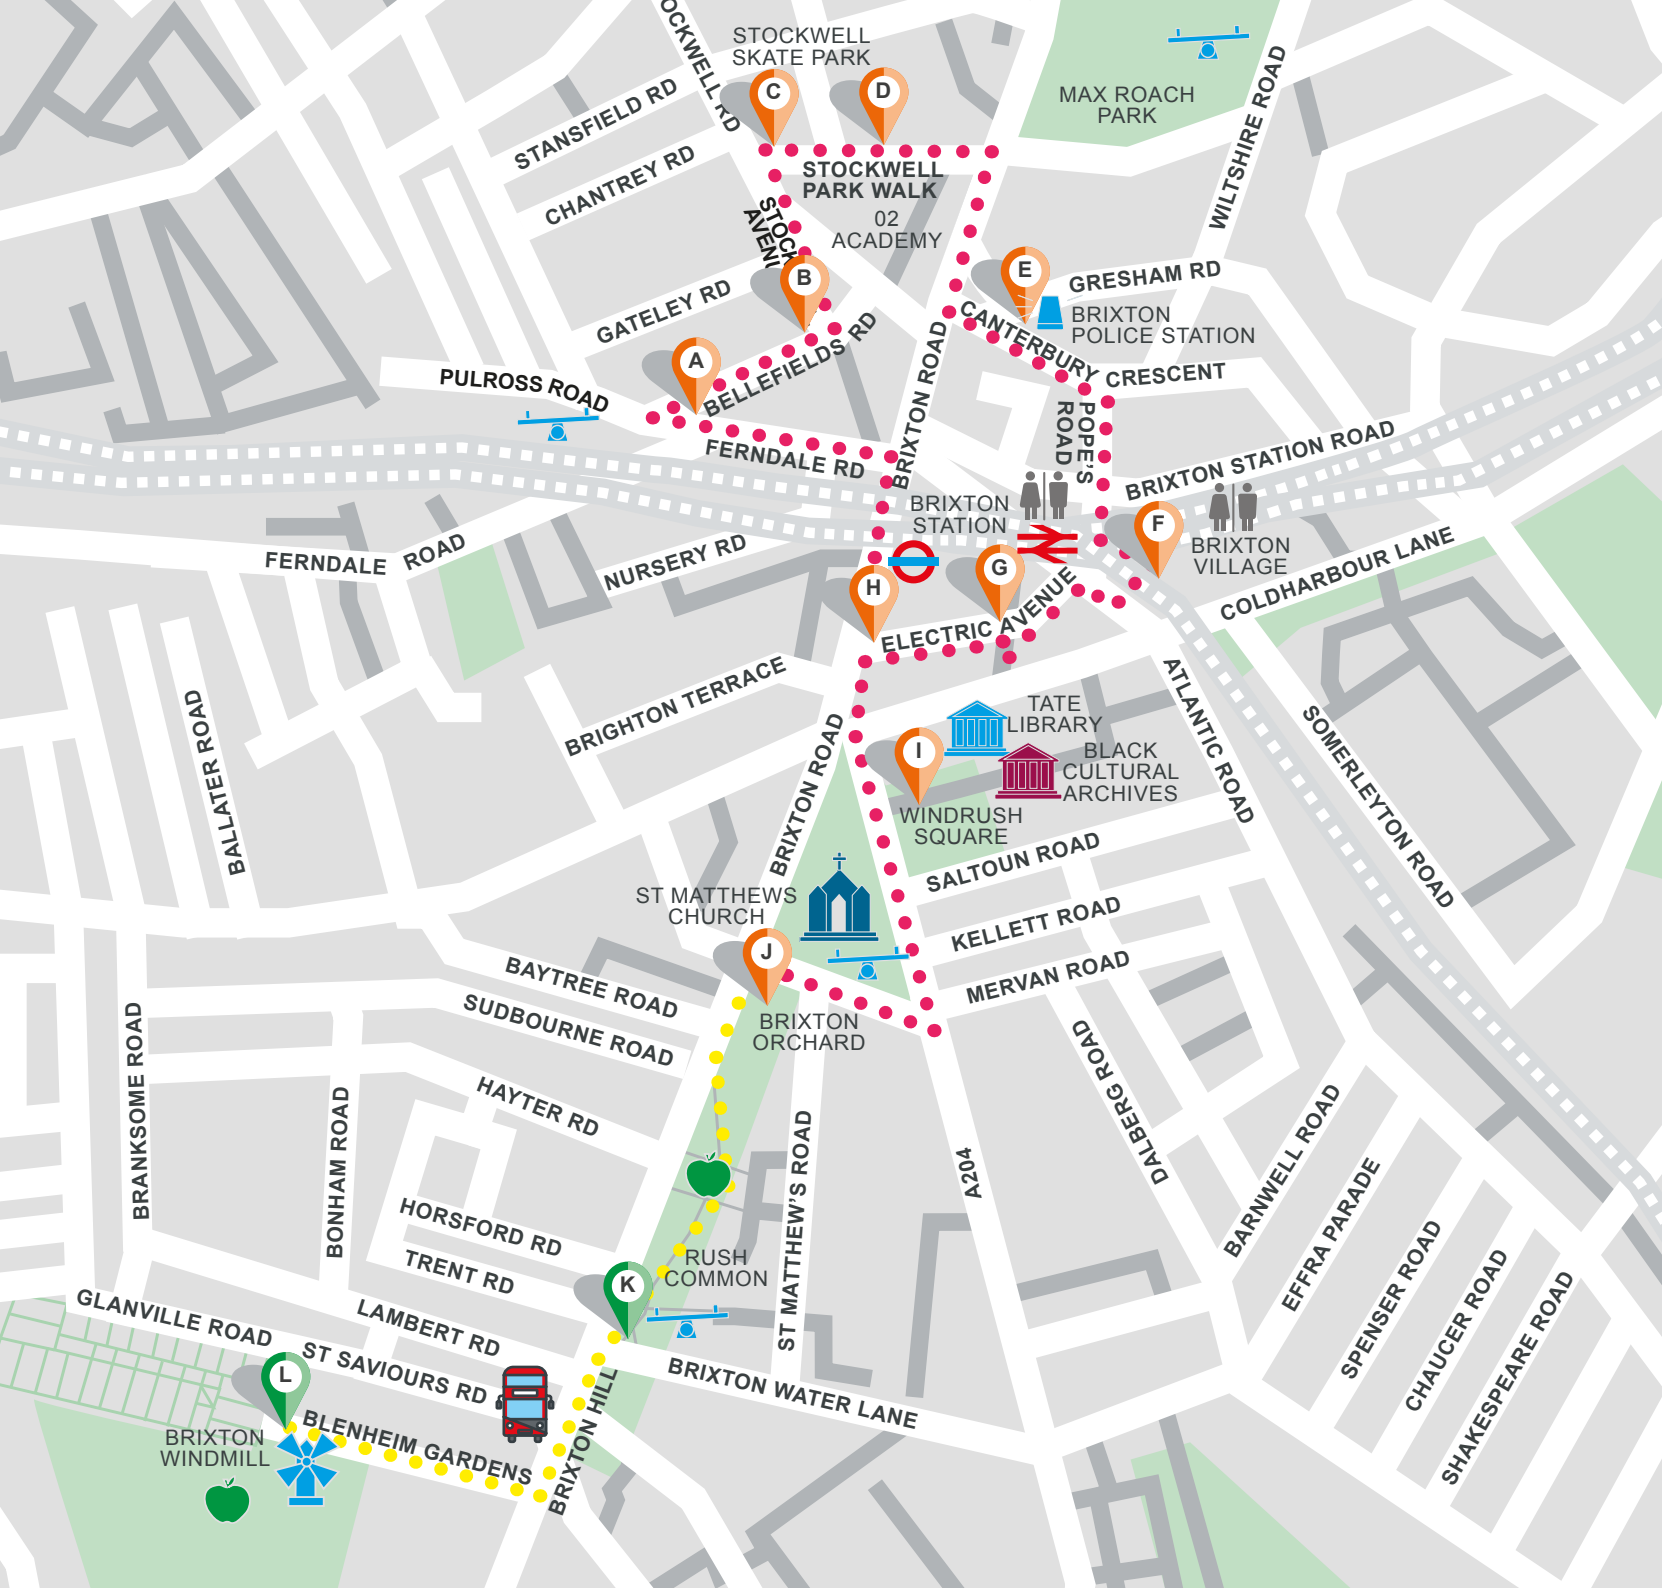 OCKWELL RD
STOCKWELL
SKATE PARK
C
D
MAX ROACH
PARK
WILTSHIRE ROAD
STANSFIELD RD
CHANTREY RD
STOCKWELL
PARK WALK
02
ACADEMY
STOCK
AVENU
B
E
GRESHAM RD
BRIXTON
POLICE STATION
CANTERBURY
CRESCENT
GATELEY RD
A
BELLEFIELDS RD
PULROSS ROAD
BRIXTON ROAD
POPE'S
ROAD
FERNDALE RD
BRIXTON STATION ROAD
BRIXTON
STATION
F
BRIXTON
VILLAGE
COLDHARBOUR LANE
FERNDALE ROAD
NURSERY RD
H
G
ELECTRIC AVENUE
BRIGHTON TERRACE
BALLATER ROAD
ATLANTIC ROAD
SOMERLEYTON ROAD
TATE
LIBRARY
I
BLACK
CULTURAL
ARCHIVES
WINDRUSH
SQUARE
BRIXTON ROAD
SALTOUN ROAD
ST MATTHEWS
CHURCH
KELLETT ROAD
J
MERVAN ROAD
BAYTREE ROAD
SUDBOURNE ROAD
BRIXTON
ORCHARD
BRANKSOME ROAD
BONHAM ROAD
HAYTER RD
DALBERG ROAD
ST MATTHEW'S ROAD
A204
BARNWELL ROAD
EFFRA PARADE
SPENSER ROAD
CHAUCER ROAD
SHAKESPEARE ROAD
HORSFORD RD
TRENT RD
K
RUSH
COMMON
GLANVILLE ROAD
LAMBERT RD
ST SAVIOURS RD
L
BRIXTON WATER LANE
BRIXTON HILL
BLENHEIM GARDENS
BRIXTON
WINDMILL